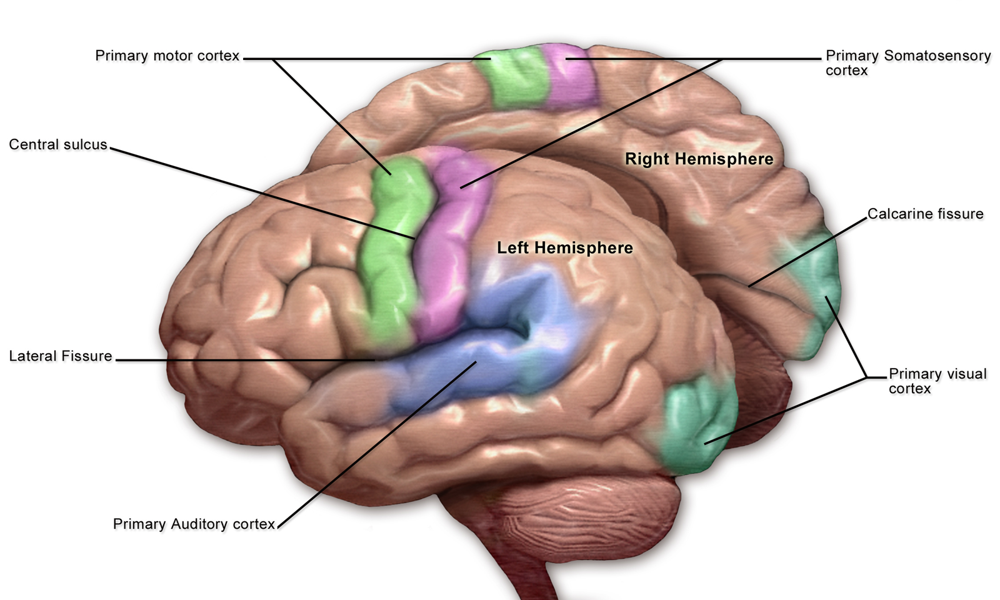 Primary motor cortex
Primary Somatosensory
cortex
Central sulcus
Right Hemisphere
Calcarine fissure
Left Hemisphere
Lateral Fissure
Primary visual
cortex
Primary Auditory cortex